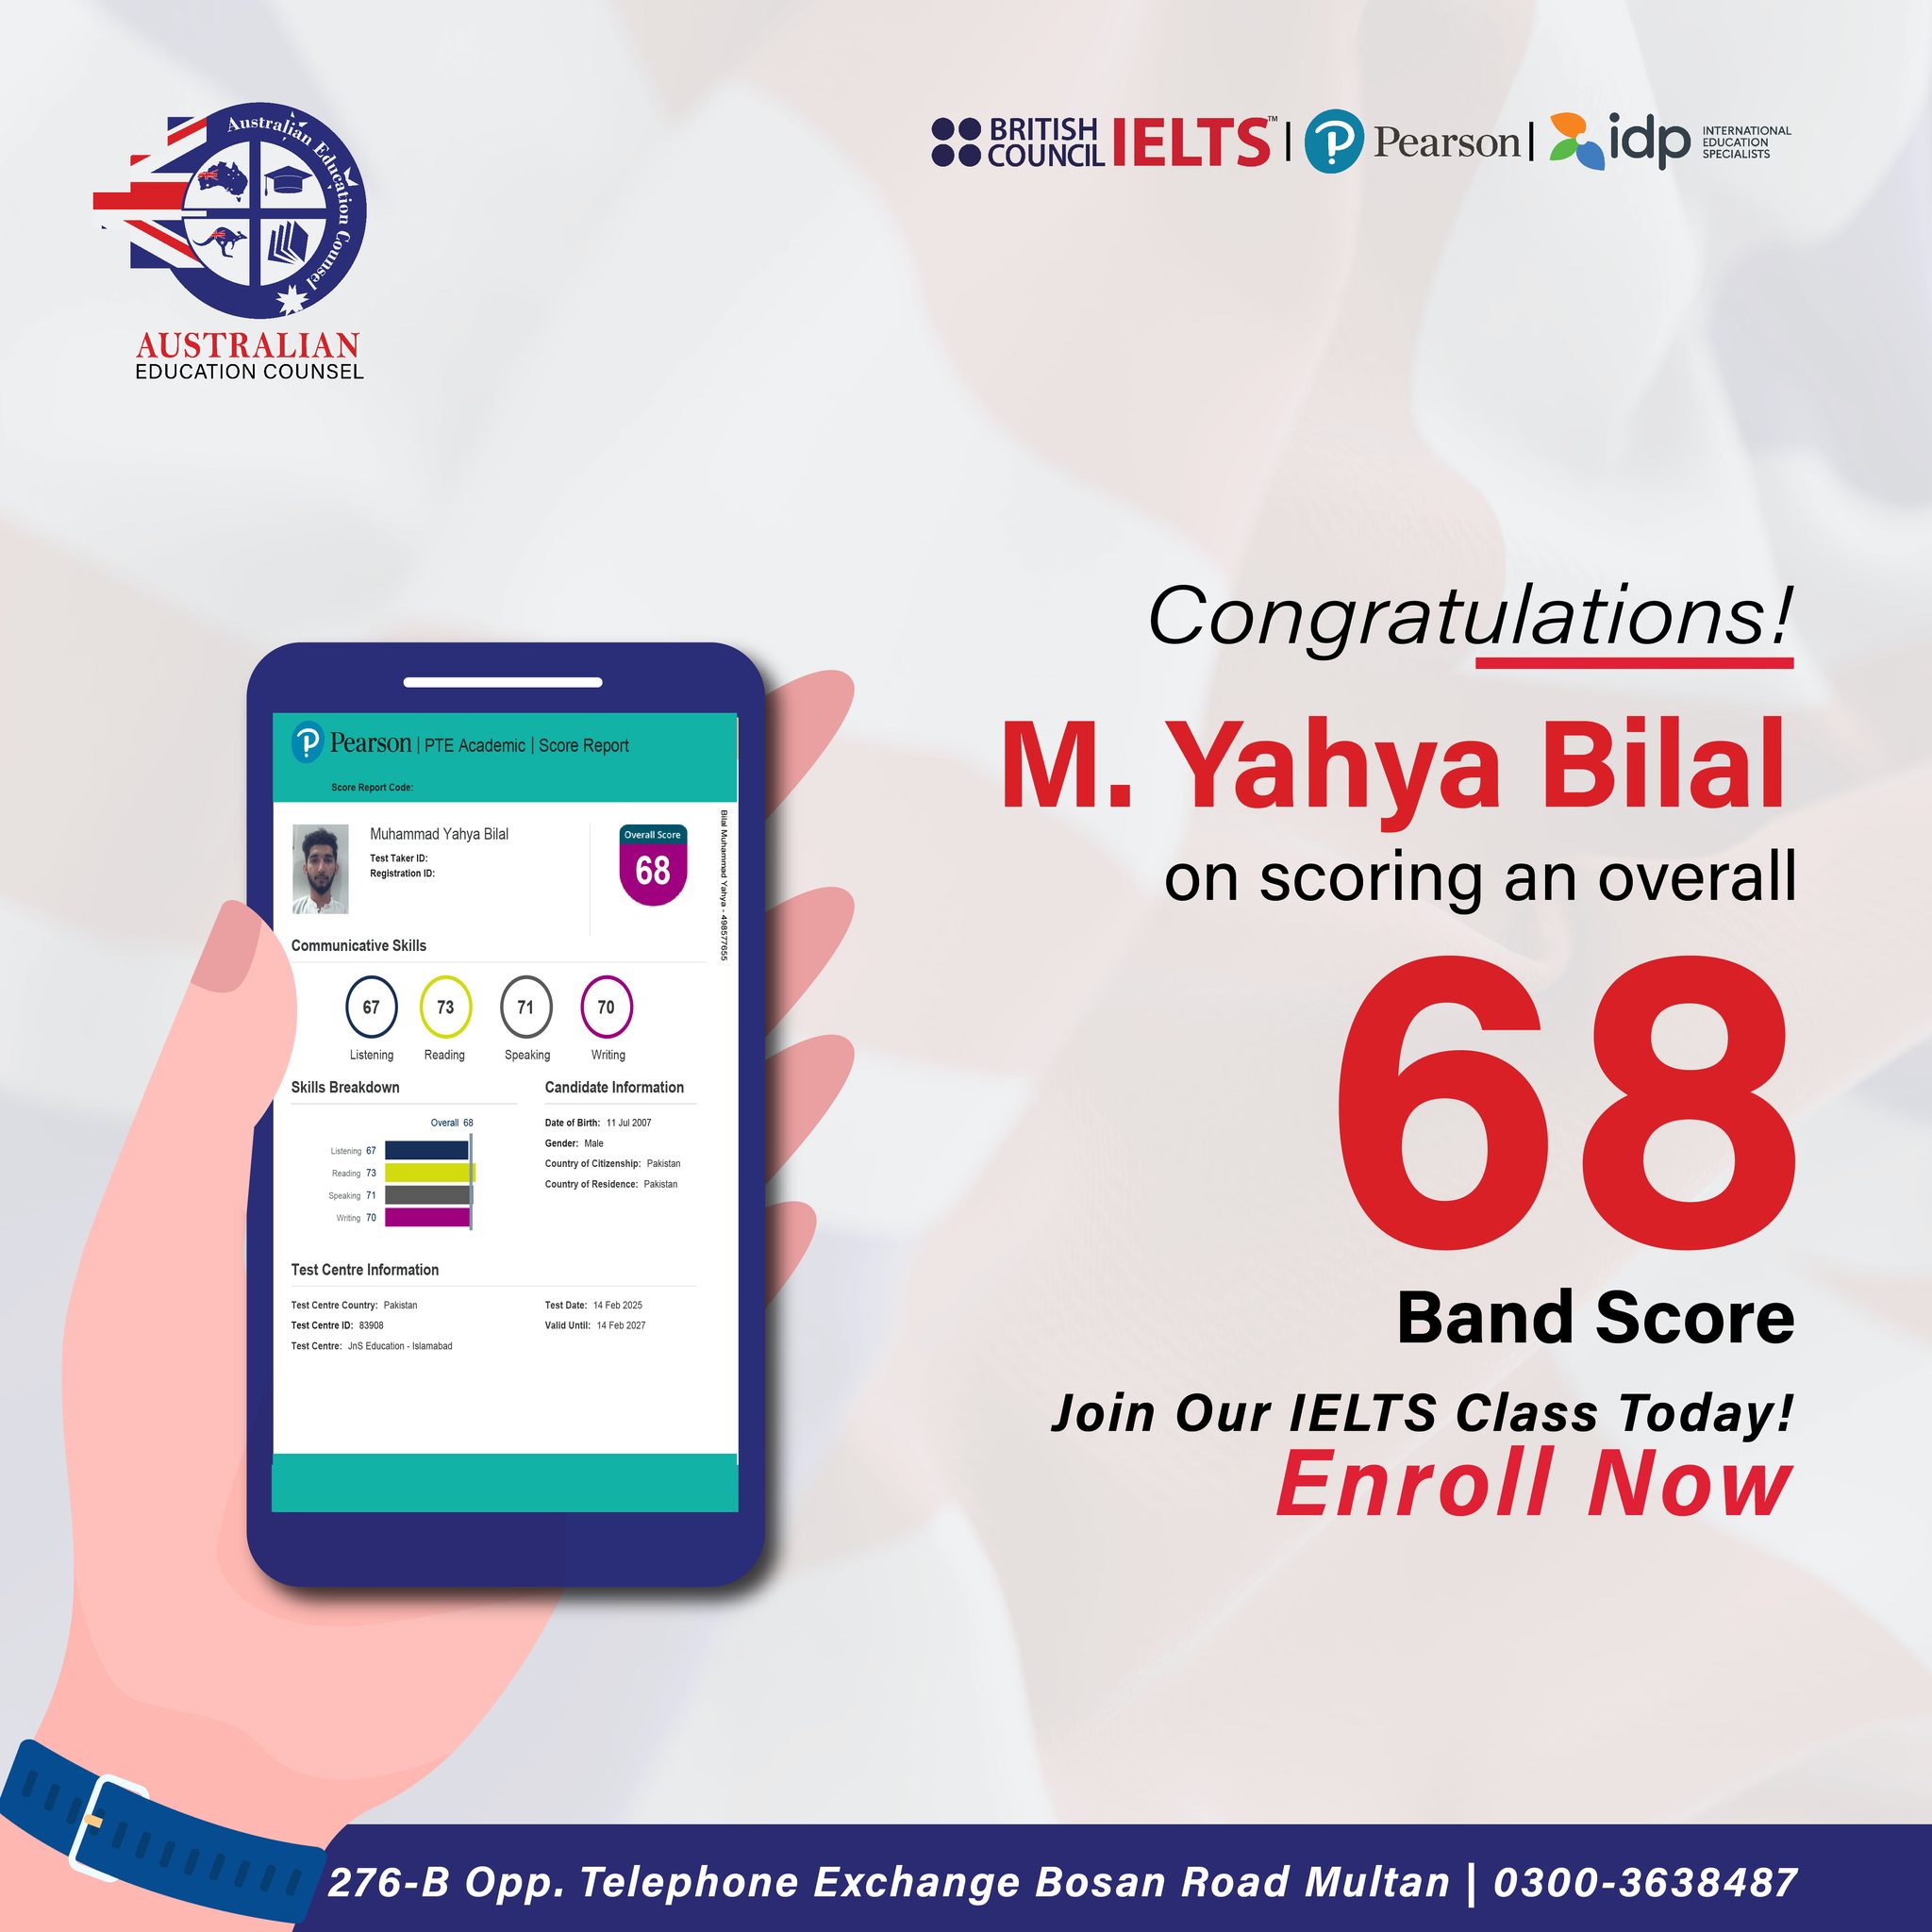 Australian Education Counsel
AUSTRALIAN
EDUCATION COUNSEL
BRITISH COUNCIL IELTS™ | Pearson | idp INTERNATIONAL EDUCATION SPECIALISTS
Congratulations!
M. Yahya Bilal
on scoring an overall
68
Band Score
Join Our IELTS Class Today!
Enroll Now
Pearson | PTE Academic | Score Report
Score Report Code:
Muhammad Yahya Bilal
Test Taker ID:
Registration ID:
Overall Score
68
Bilal Muhammad Yahya - 498577655
Communicative Skills
67 73 71 70
Listening Reading Speaking Writing
Skills Breakdown
Overall 68
Listening 67
Reading 73
Speaking 71
Writing 70
Candidate Information
Date of Birth: 11 Jul 2007
Gender: Male
Country of Citizenship: Pakistan
Country of Residence: Pakistan
Test Centre Information
Test Centre Country: Pakistan
Test Centre ID: 83908
Test Centre: JnS Education - Islamabad
Test Date: 14 Feb 2025
Valid Until: 14 Feb 2027
276-B Opp. Telephone Exchange Bosan Road Multan | 0300-3638487